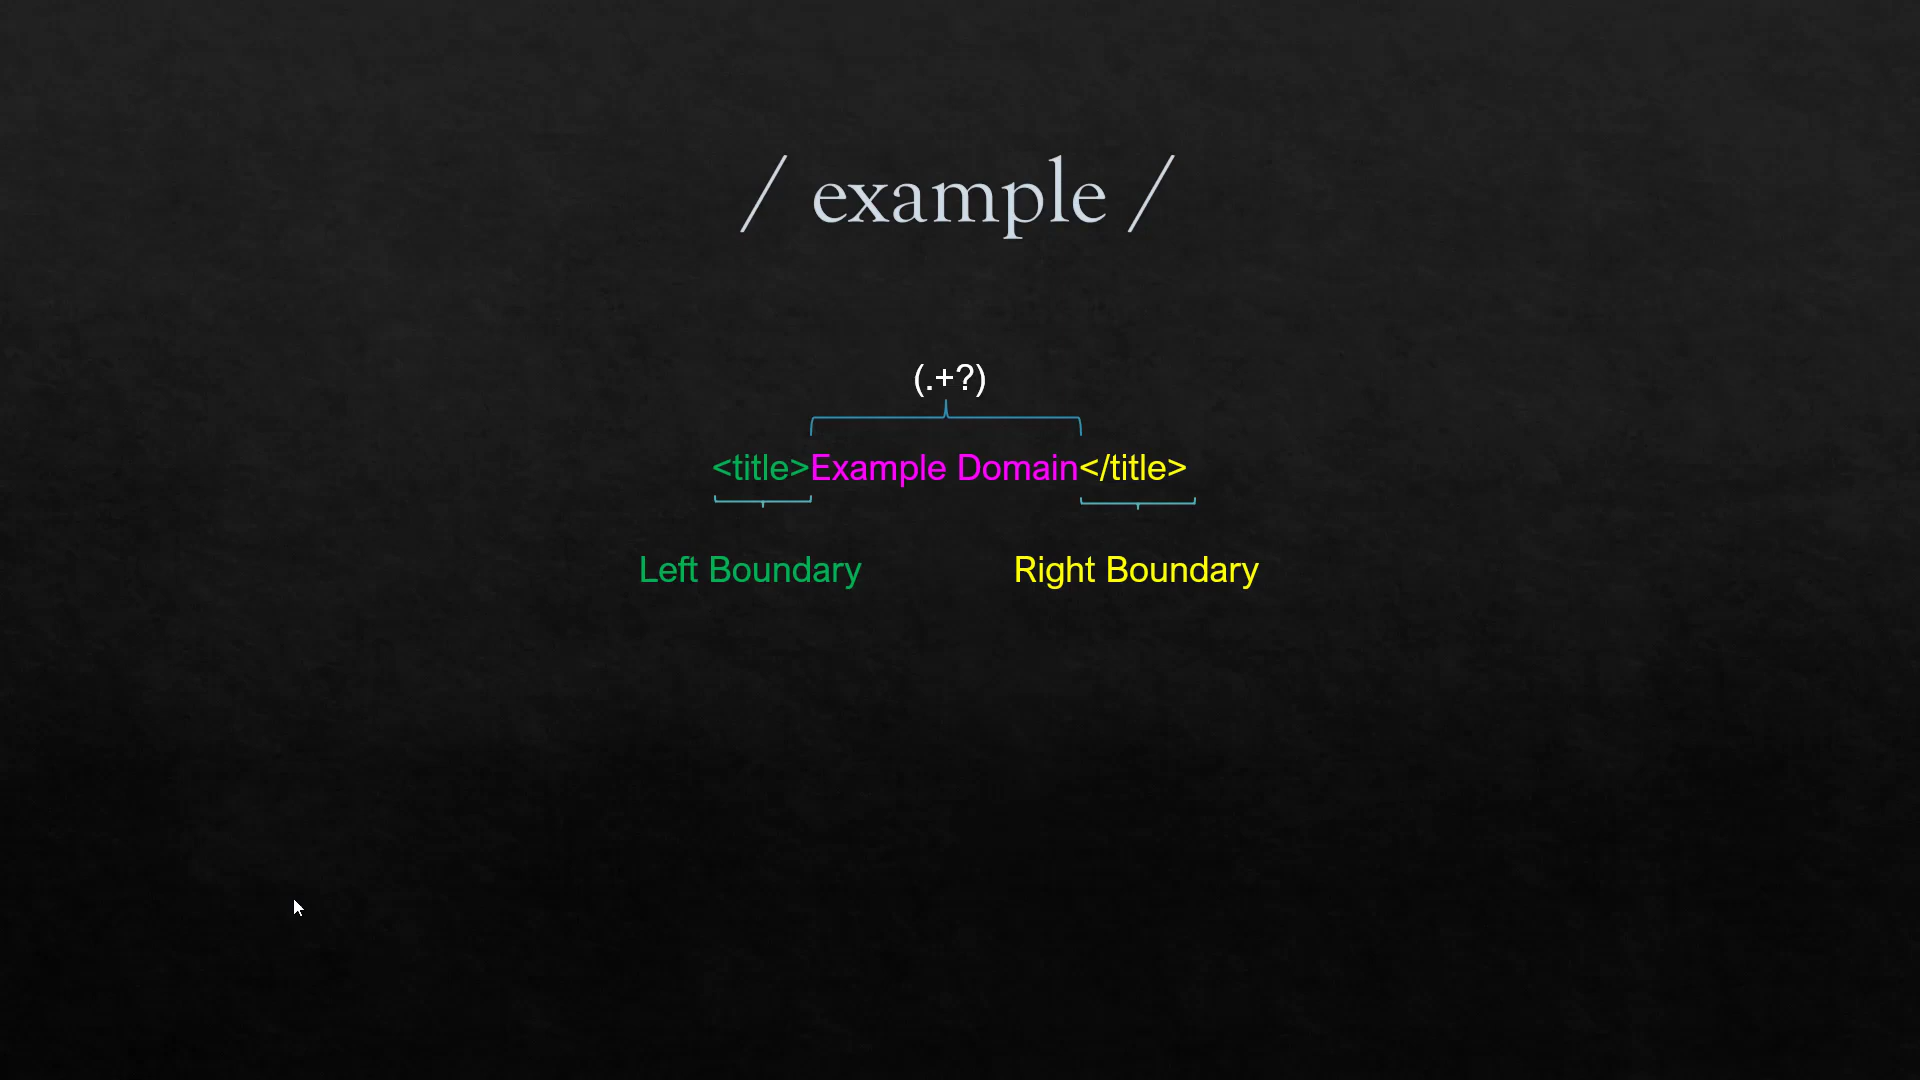 / example /
(.+?)
<title>Example Domain</title>
Left Boundary
Right Boundary